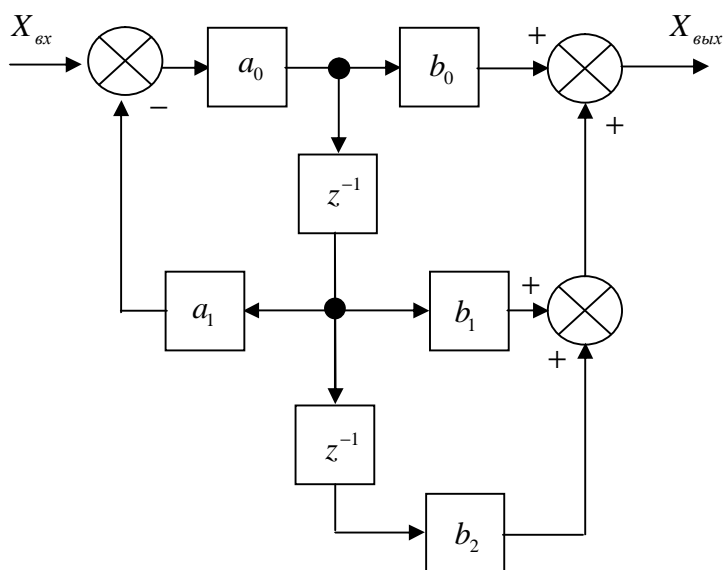 X_вх
X_вых
a_0
b_0
+
−
+
z^{-1}
a_1
b_1
+
+
z^{-1}
b_2